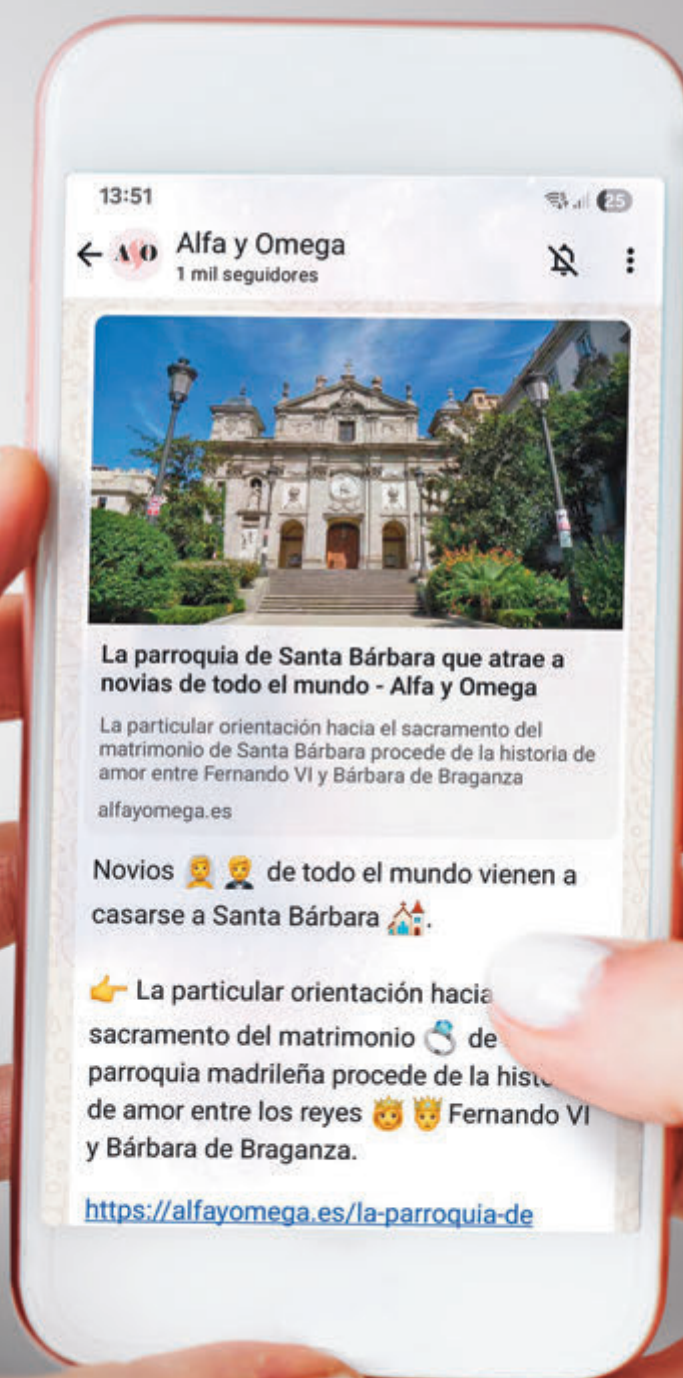 13:51
25
AO Alfa y Omega
1 mil seguidores
La parroquia de Santa Bárbara que atrae a
novias de todo el mundo - Alfa y Omega
La particular orientación hacia el sacramento del
matrimonio de Santa Bárbara procede de la historia de
amor entre Fernando VI y Bárbara de Braganza
alfayomega.es
Novios 👰 🤵 de todo el mundo vienen a
casarse a Santa Bárbara 💒.
👉 La particular orientación hacia
sacramento del matrimonio 💍 de
parroquia madrileña procede de la hist
de amor entre los reyes 👸 🤴 Fernando VI
y Bárbara de Braganza.
https://alfayomega.es/la-parroquia-de